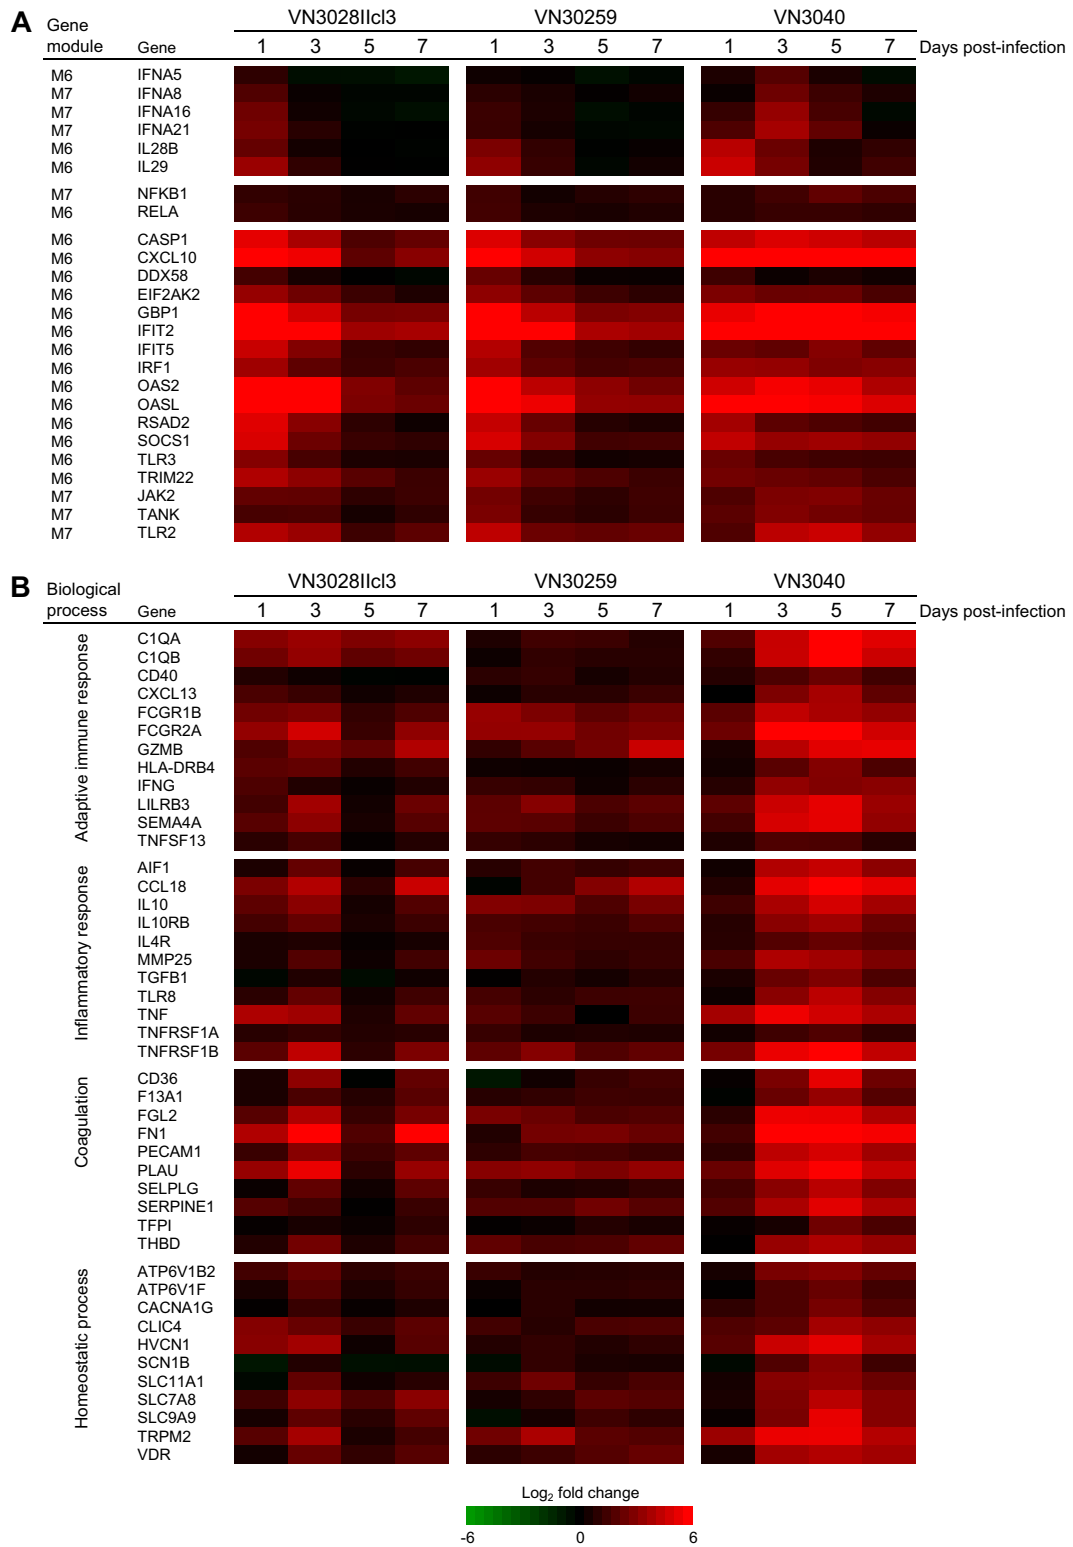 A
Gene module
Gene
VN3028IIcl3
VN30259
VN3040
1 3 5 7 1 3 5 7 1 3 5 7
Days post-infection
M6 IFNA5
M7 IFNA8
M7 IFNA16
M7 IFNA21
M6 IL28B
M6 IL29
M7 NFKB1
M6 RELA
M6 CASP1
M6 CXCL10
M6 DDX58
M6 EIF2AK2
M6 GBP1
M6 IFIT2
M6 IFIT5
M6 IRF1
M6 OAS2
M6 OASL
M6 RSAD2
M6 SOCS1
M6 TLR3
M6 TRIM22
M7 JAK2
M7 TANK
M7 TLR2
B
Biological process
Gene
VN3028IIcl3
VN30259
VN3040
1 3 5 7 1 3 5 7 1 3 5 7
Days post-infection
Adaptive immune response
C1QA
C1QB
CD40
CXCL13
FCGR1B
FCGR2A
GZMB
HLA-DRB4
IFNG
LILRB3
SEMA4A
TNFSF13
Inflammatory response
AIF1
CCL18
IL10
IL10RB
IL4R
MMP25
TGFB1
TLR8
TNF
TNFRSF1A
TNFRSF1B
Coagulation
CD36
F13A1
FGL2
FN1
PECAM1
PLAU
SELPLG
SERPINE1
TFPI
THBD
Homeostatic process
ATP6V1B2
ATP6V1F
CACNA1G
CLIC4
HVCN1
SCN1B
SLC11A1
SLC7A8
SLC9A9
TRPM2
VDR
Log2 fold change
-6 0 6